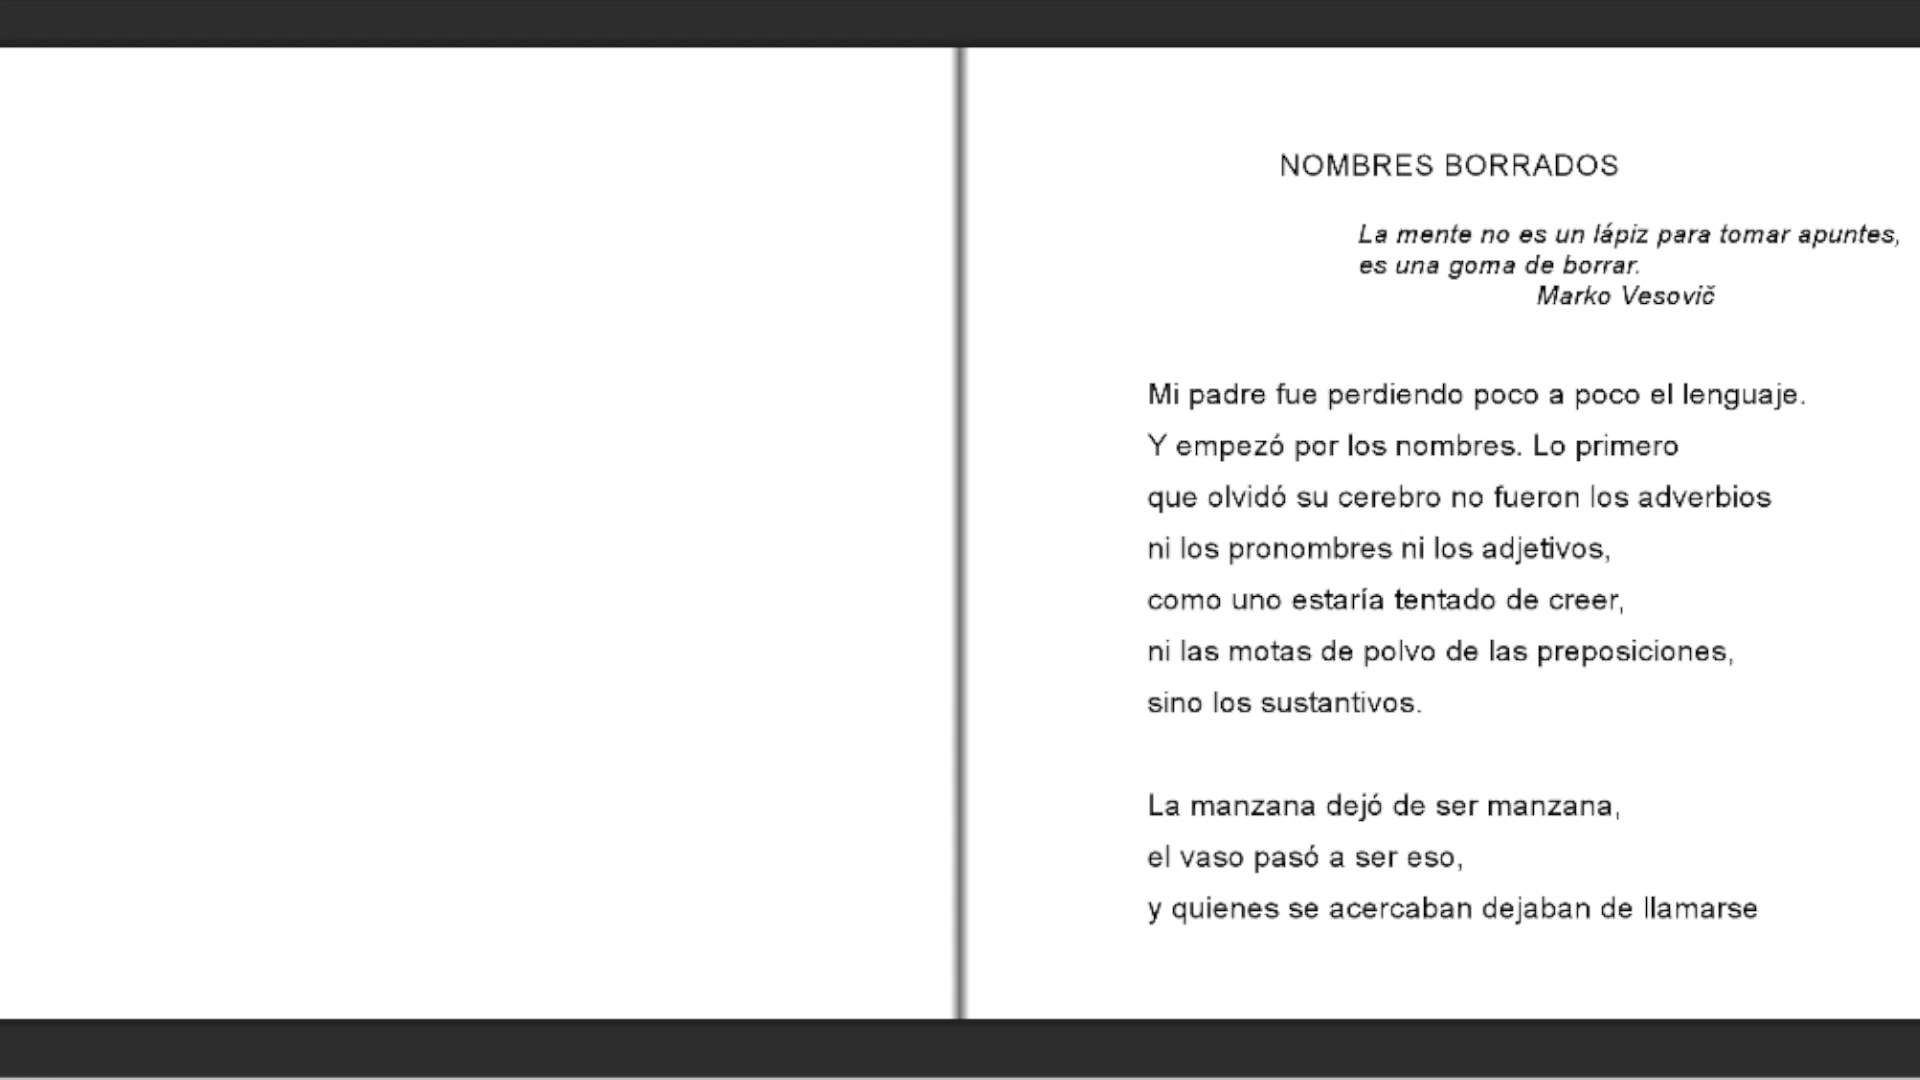 NOMBRES BORRADOS
La mente no es un lápiz para tomar apuntes,
es una goma de borrar.
Marko Vesovič
Mi padre fue perdiendo poco a poco el lenguaje.
Y empezó por los nombres. Lo primero
que olvidó su cerebro no fueron los adverbios
ni los pronombres ni los adjetivos,
como uno estaría tentado de creer,
ni las motas de polvo de las preposiciones,
sino los sustantivos.
La manzana dejó de ser manzana,
el vaso pasó a ser eso,
y quienes se acercaban dejaban de llamarse